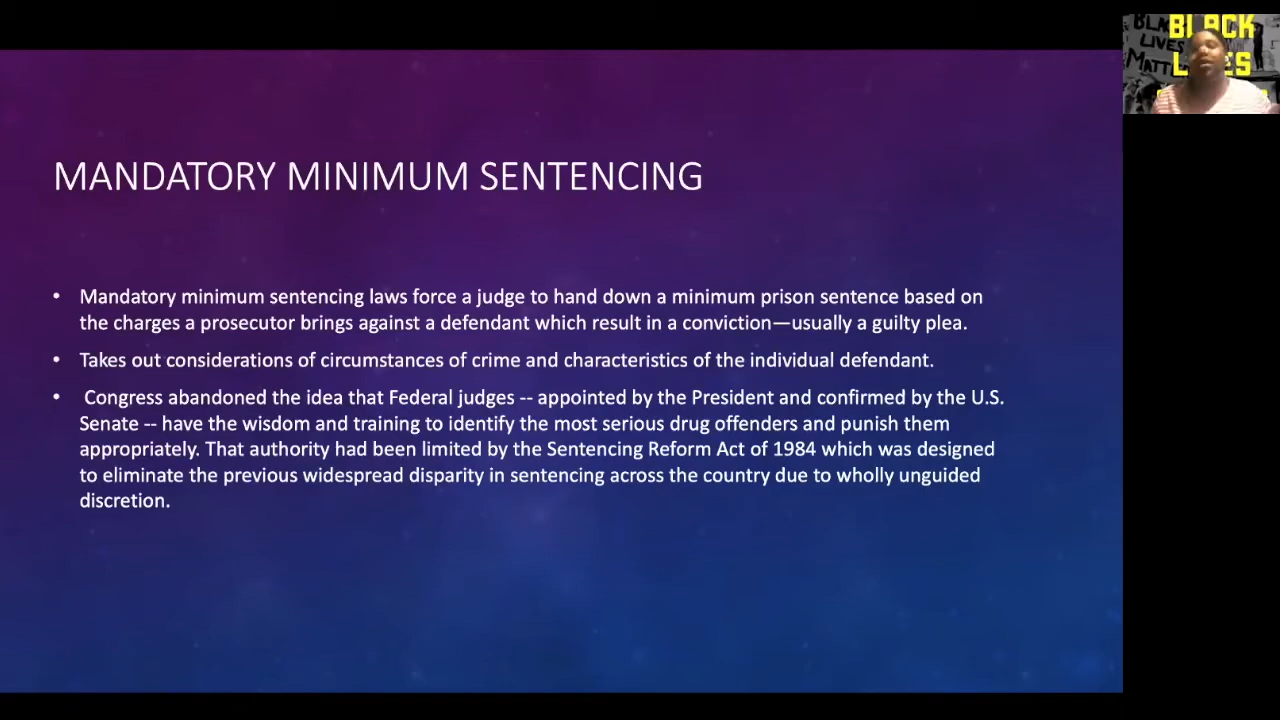 MANDATORY MINIMUM SENTENCING
• Mandatory minimum sentencing laws force a judge to hand down a minimum prison sentence based on
the charges a prosecutor brings against a defendant which result in a conviction—usually a guilty plea.
• Takes out considerations of circumstances of crime and characteristics of the individual defendant.
• Congress abandoned the idea that Federal judges -- appointed by the President and confirmed by the U.S.
Senate -- have the wisdom and training to identify the most serious drug offenders and punish them
appropriately. That authority had been limited by the Sentencing Reform Act of 1984 which was designed
to eliminate the previous widespread disparity in sentencing across the country due to wholly unguided
discretion.
BLACK
LIVES